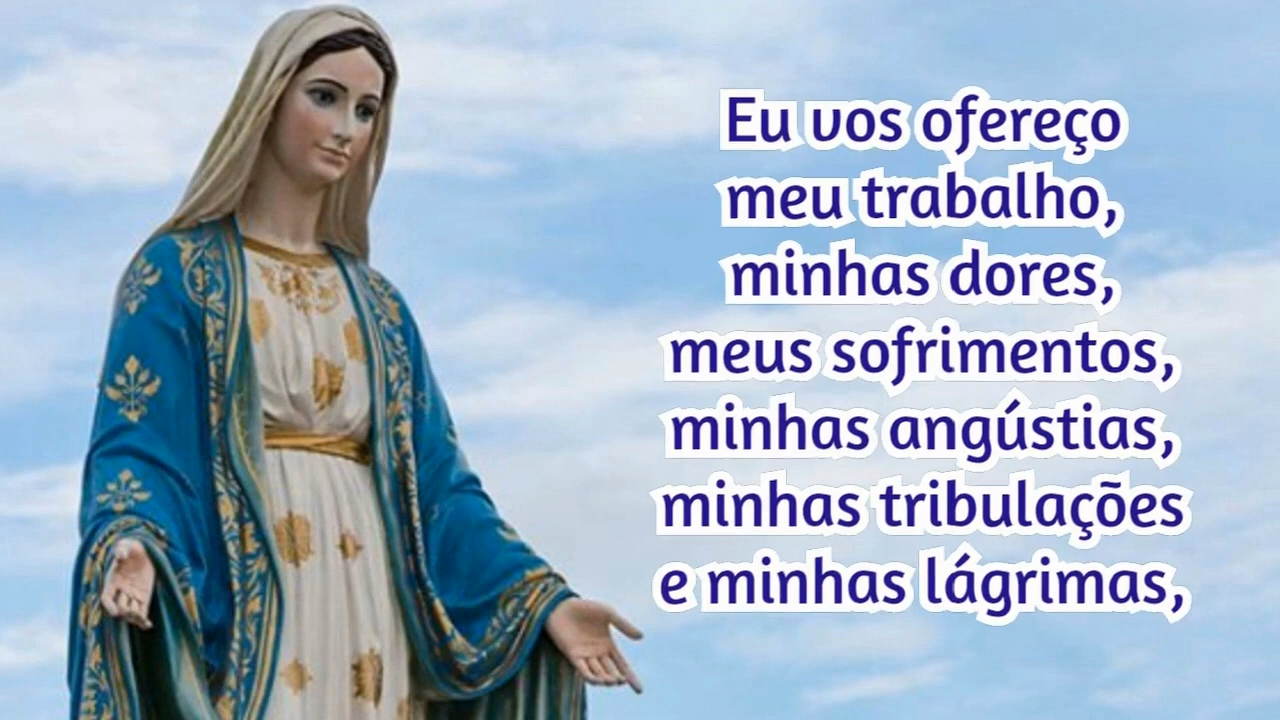 Eu vos ofereço
meu trabalho,
minhas dores,
meus sofrimentos,
minhas angústias,
minhas tribulações
e minhas lágrimas,